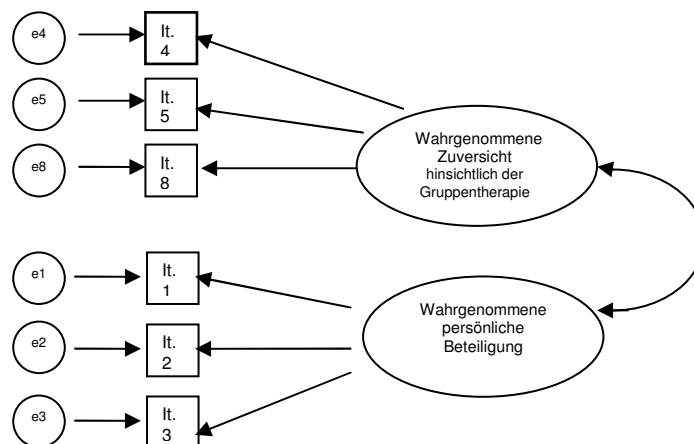 e4
It.
4
e5
It.
5
e8
It.
8
Wahrgenommene
Zuversicht
hinsichtlich der
Gruppentherapie
e1
It.
1
e2
It.
2
e3
It.
3
Wahrgenommene
persönliche
Beteiligung